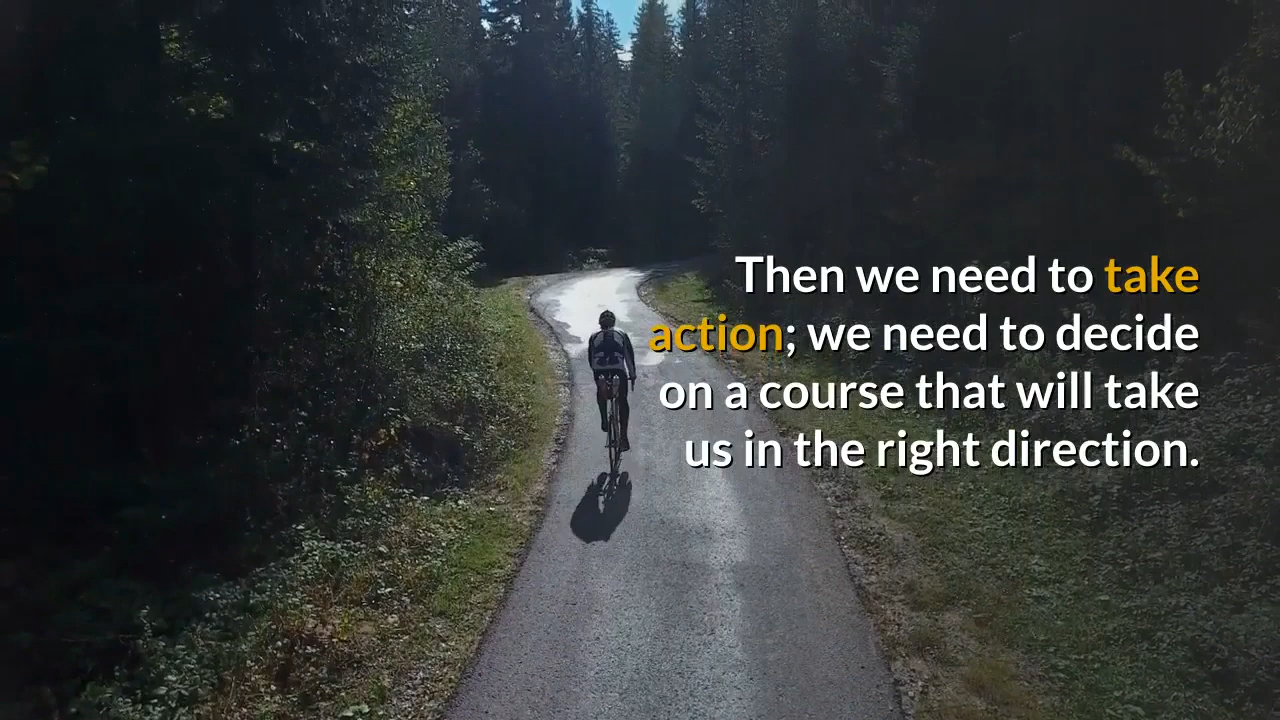 Then we need to take
action; we need to decide
on a course that will take
us in the right direction.